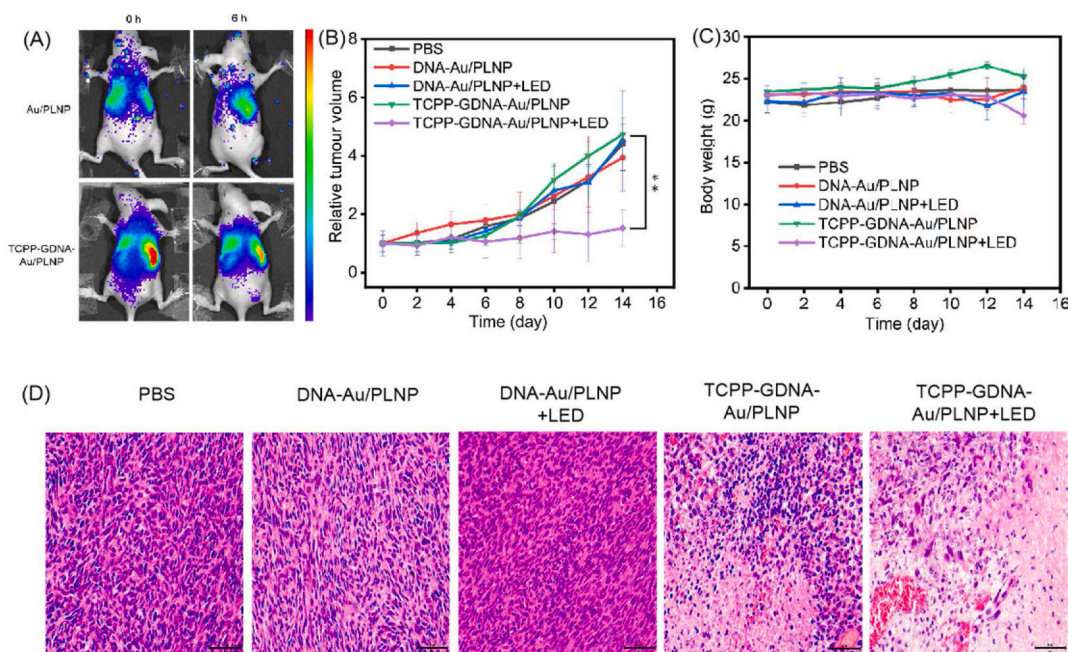 (A)
0 h
6 h
Au/PLNP
TCPP-GDNA-
Au/PLNP
(B)
Relative tumour volume
8
6
4
2
0
PBS
DNA-Au/PLNP
DNA-Au/PLNP+LED
TCPP-GDNA-Au/PLNP
TCPP-GDNA-Au/PLNP+LED
**
0 2 4 6 8 10 12 14 16
Time (day)
(C)
Body weight (g)
30
25
20
15
10
5
0
PBS
DNA-Au/PLNP
DNA-Au/PLNP+LED
TCPP-GDNA-Au/PLNP
TCPP-GDNA-Au/PLNP+LED
0 2 4 6 8 10 12 14 16
Time (day)
(D)
PBS
DNA-Au/PLNP
DNA-Au/PLNP
+LED
TCPP-GDNA-
Au/PLNP
TCPP-GDNA-
Au/PLNP+LED